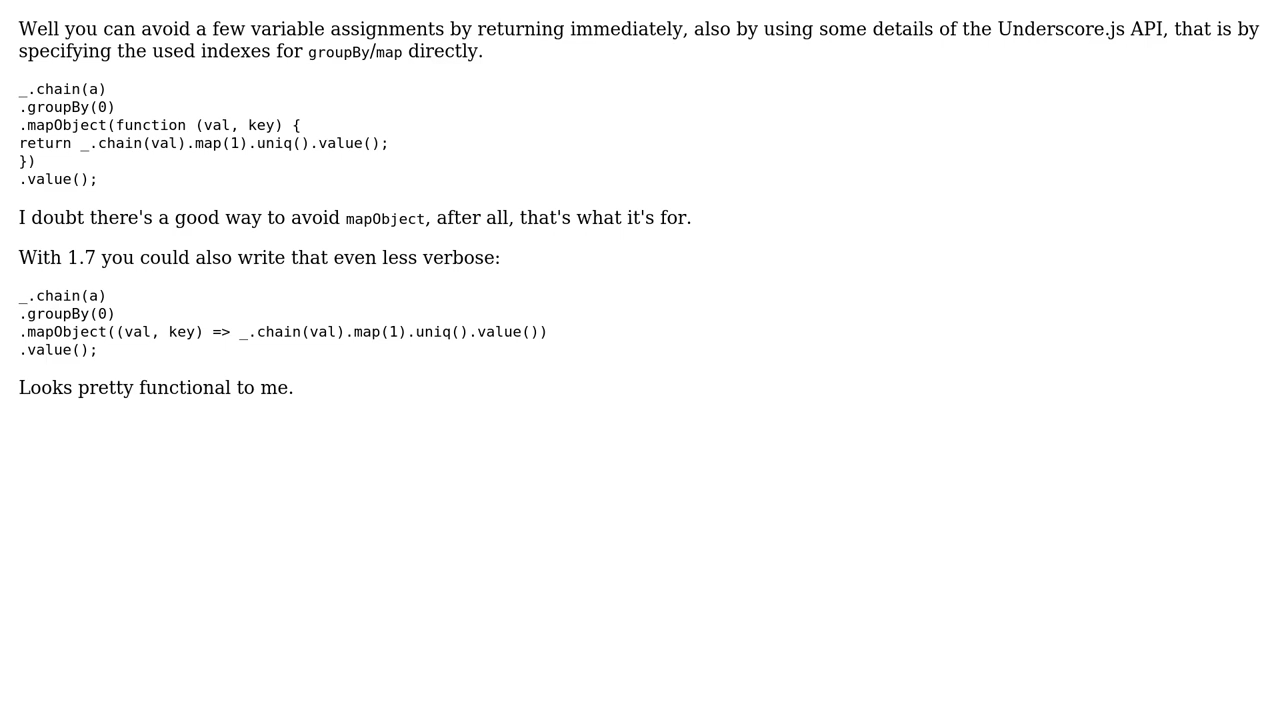 Well you can avoid a few variable assignments by returning immediately, also by using some details of the Underscore.js API, that is by
specifying the used indexes for groupBy/map directly.
_.chain(a)
.groupBy(0)
.mapObject(function (val, key) {
return _.chain(val).map(1).uniq().value();
})
.value();
I doubt there's a good way to avoid mapObject, after all, that's what it's for.
With 1.7 you could also write that even less verbose:
_.chain(a)
.groupBy(0)
.mapObject((val, key) => _.chain(val).map(1).uniq().value())
.value();
Looks pretty functional to me.